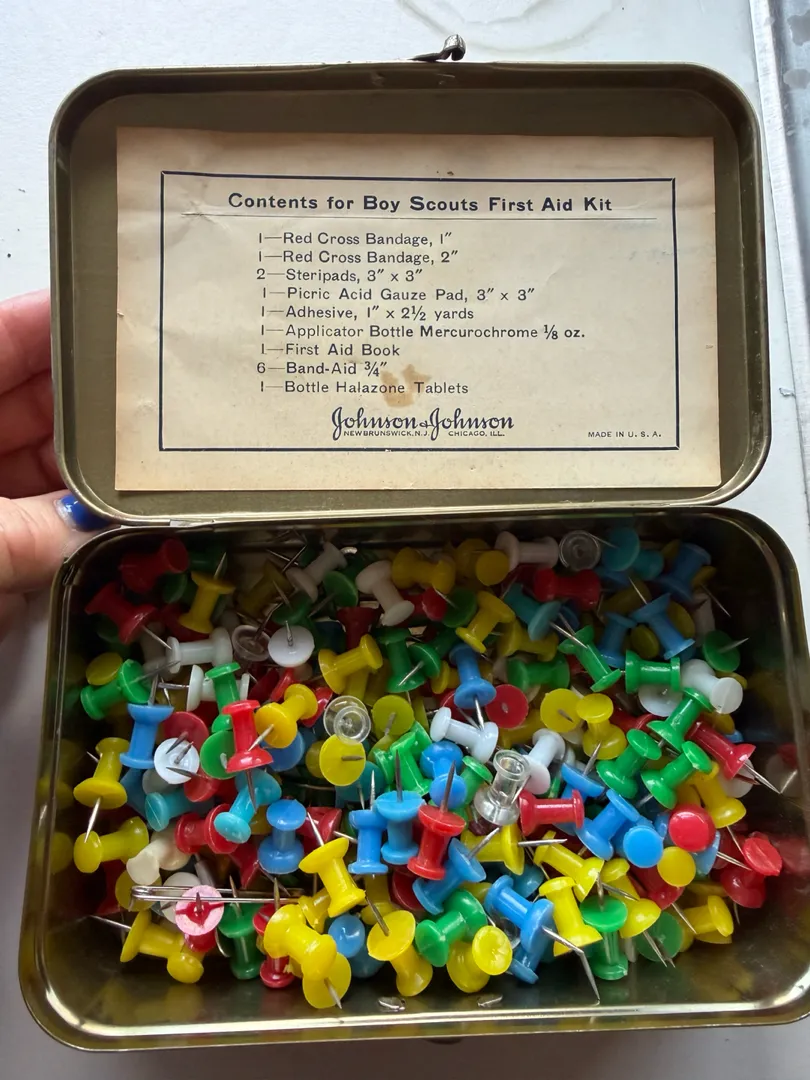 Contents for Boy Scouts First Aid Kit
1—Red Cross Bandage, 1″
1—Red Cross Bandage, 2″
2—Steripads, 3″ x 3″
1—Picric Acid Gauze Pad, 3″ x 3″
1—Adhesive, 1″ x 2½ yards
1—Applicator Bottle Mercurochrome ⅛ oz.
1—First Aid Book
6—Band-Aid ¾″
1—Bottle Halazone Tablets
Johnson & Johnson
NEW BRUNSWICK, N.J. CHICAGO, ILL. MADE IN U. S. A.